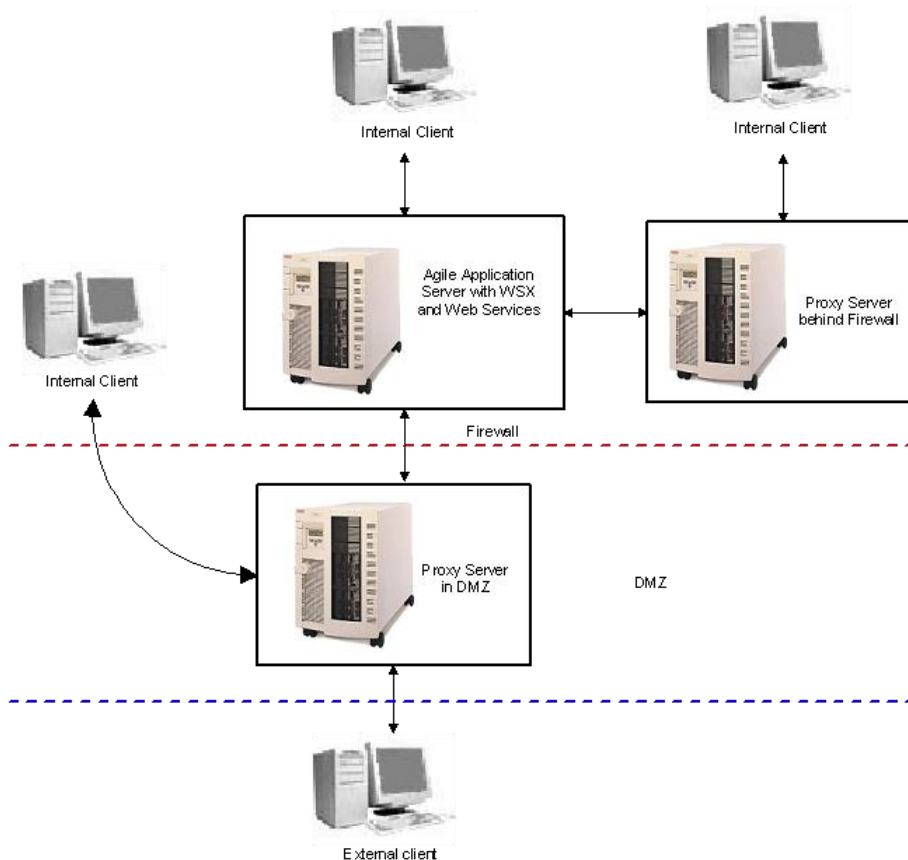 Internal Client
Internal Client
Agile Application
Server with WSX
and Web Services
Proxy Server
behind Firewall
Internal Client
Firewall
Proxy Server
in DMZ
DMZ
External client